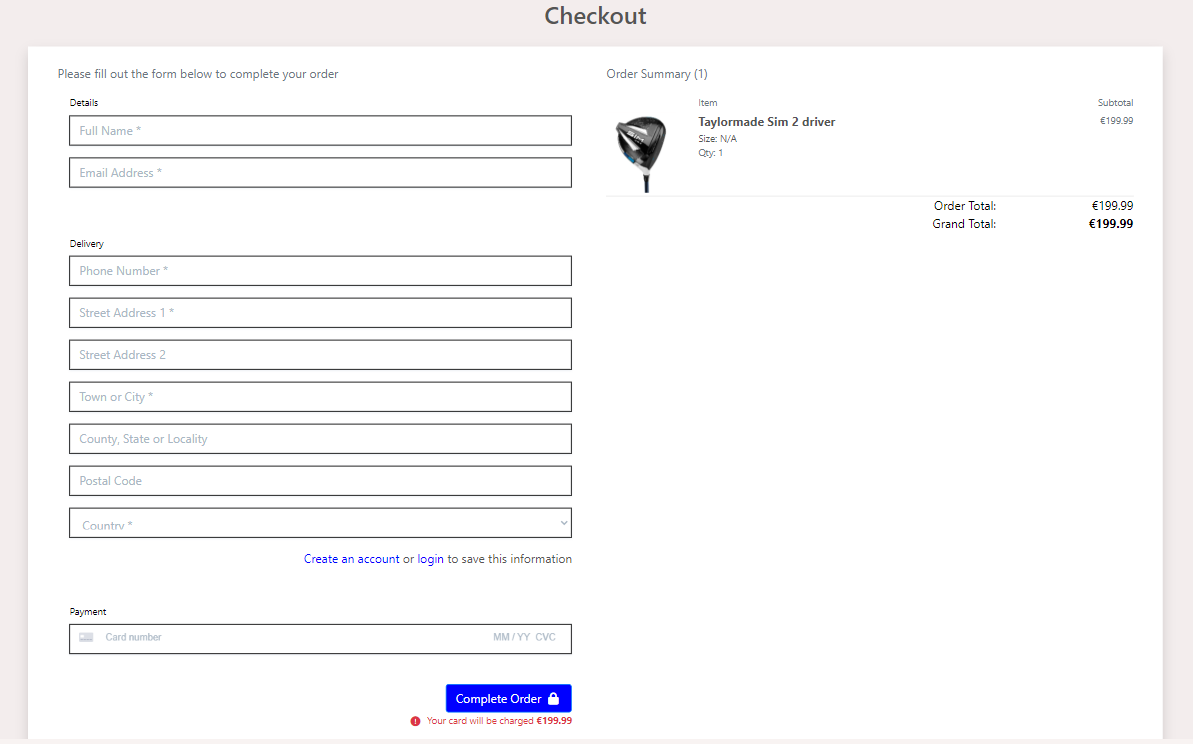 Checkout
Please fill out the form below to complete your order
Details
Full Name *
Email Address *
Delivery
Phone Number *
Street Address 1 *
Street Address 2
Town or City *
County, State or Locality
Postal Code
Country *
Create an account or login to save this information
Payment
Card number MM / YY CVC
Complete Order
Your card will be charged €199.99
Order Summary (1)
Item Subtotal
Taylormade Sim 2 driver €199.99
Size: N/A
Qty: 1
Order Total: €199.99
Grand Total: €199.99